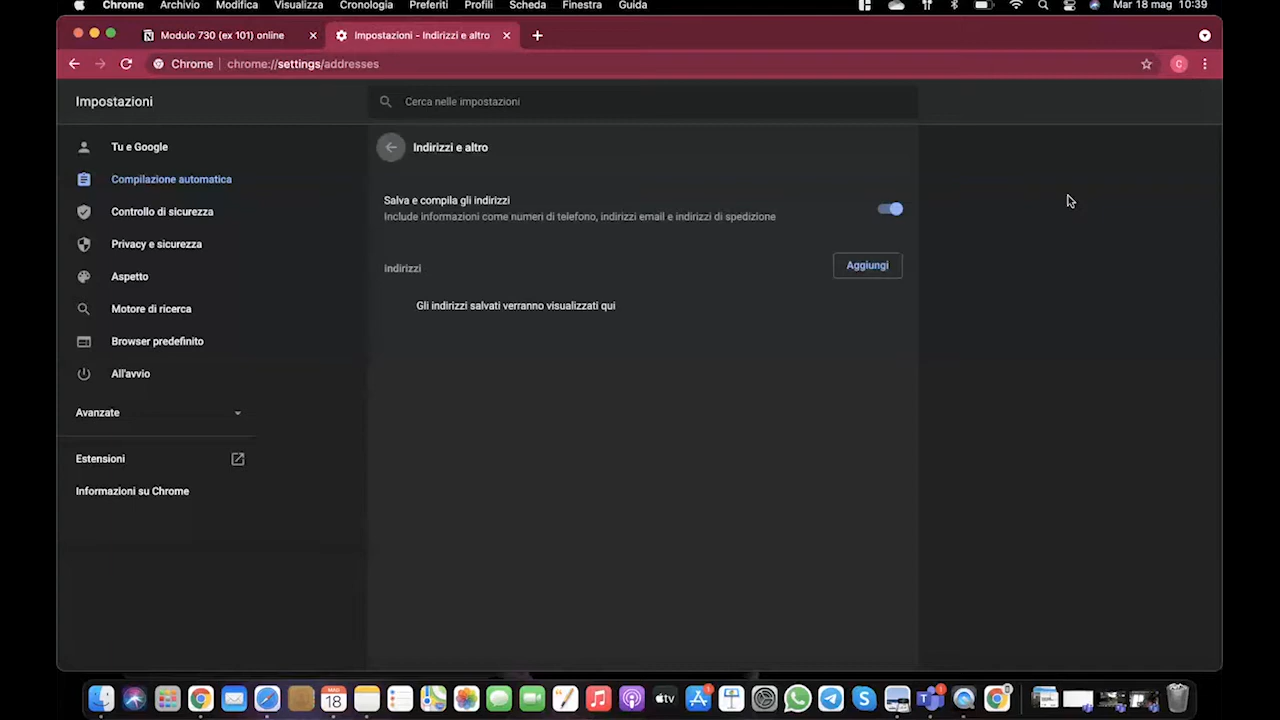 Chrome Archivio Modifica Visualizza Cronologia Preferiti Profili Scheda Finestra Guida Mar 18 mag 10:39
Modulo 730 (ex 101) online
Impostazioni - Indirizzi e altro
Chrome chrome://settings/addresses
C
Impostazioni
Cerca nelle impostazioni
Tu e Google
Compilazione automatica
Controllo di sicurezza
Privacy e sicurezza
Aspetto
Motore di ricerca
Browser predefinito
All'avvio
Avanzate
Estensioni
Informazioni su Chrome
Indirizzi e altro
Salva e compila gli indirizzi
Include informazioni come numeri di telefono, indirizzi email e indirizzi di spedizione
Indirizzi
Aggiungi
Gli indirizzi salvati verranno visualizzati qui
18
tv